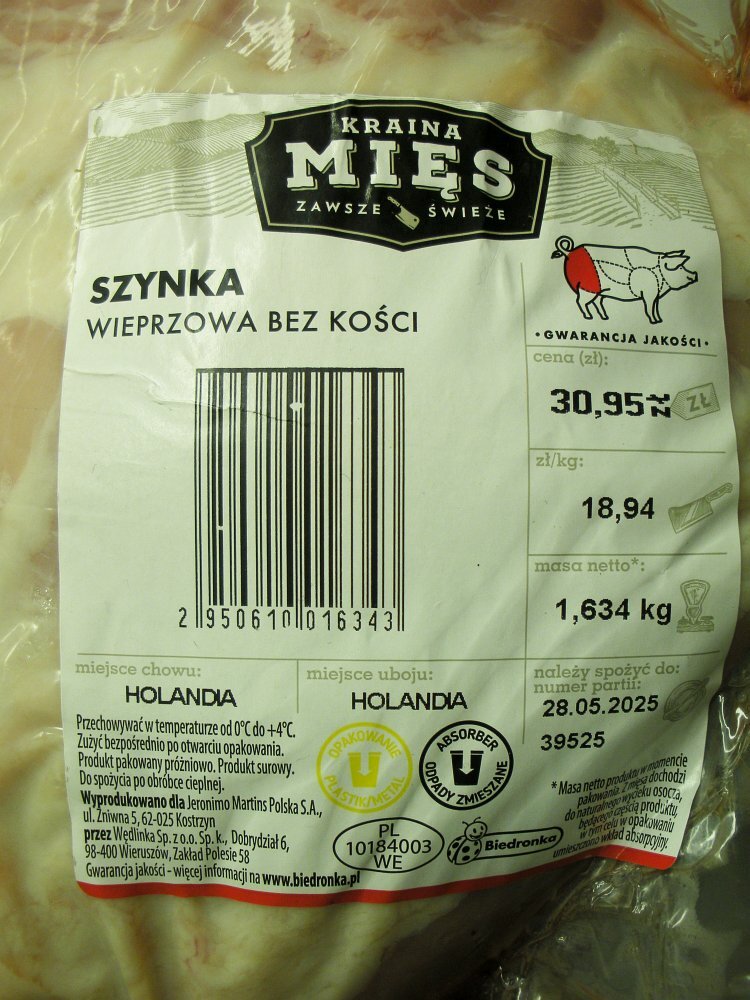 KRAINA
MIĘS
ZAWSZE ŚWIEŻE
SZYNKA
WIEPRZOWA BEZ KOŚCI
• GWARANCJA JAKOŚCI •
cena (zł):
30,95 ZŁ
zł/kg:
18,94
masa netto*:
1,634 kg
2 950610 016343
miejsce chowu:
HOLANDIA
miejsce uboju:
HOLANDIA
należy spożyć do:
numer partii:
28.05.2025
39525
Przechowywać w temperaturze od 0°C do +4°C.
Zużyć bezpośrednio po otwarciu opakowania.
Produkt pakowany próżniowo. Produkt surowy.
Do spożycia po obróbce cieplnej.
Wyprodukowano dla Jeronimo Martins Polska S.A.,
ul. Żniwna 5, 62-025 Kostrzyn
przez Wędlinka Sp. z o.o. Sp. k., Dobrydział 6,
98-400 Wieruszów, Zakład Polesie 58
Gwarancja jakości - więcej informacji na www.biedronka.pl
OPAKOWANIE
PLASTIK/METAL
ABSORBER
ODPADY ZMIESZANE
PL
10184003
WE
Biedronka
* Masa netto produktu w momencie
pakowania. Z mięsa dochodzi
do naturalnego wycieku osocza,
będącego częścią produktu,
w tym celu w opakowaniu
umieszczono wkład absorpcyjny.